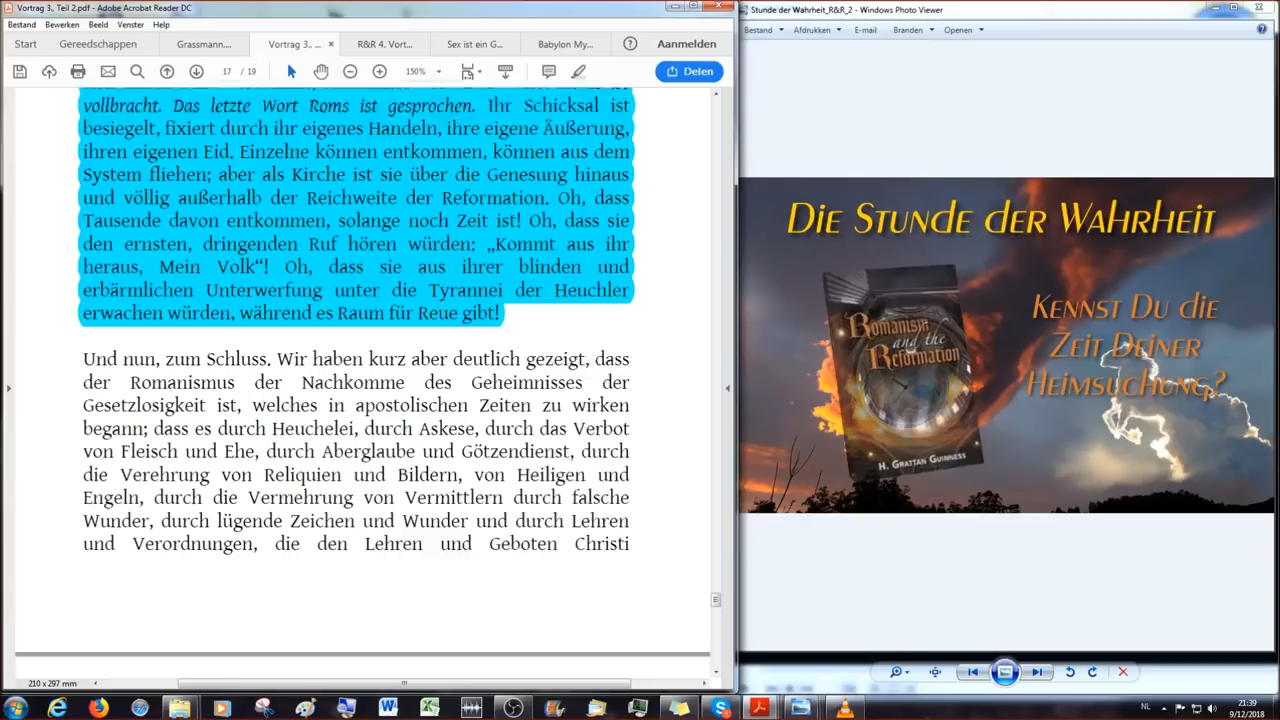 Vortrag 3., Teil 2.pdf - Adobe Acrobat Reader DC
Bestand Bewerken Beeld Venster Help
Start Gereedschappen Grassmann.... Vortrag 3., ... × R&R 4. Vort... Sex ist ein G... Babylon My... Aanmelden
17 / 19 150% Delen
vollbracht. Das letzte Wort Roms ist gesprochen. Ihr Schicksal ist
besiegelt, fixiert durch ihr eigenes Handeln, ihre eigene Äußerung,
ihren eigenen Eid. Einzelne können entkommen, können aus dem
System fliehen; aber als Kirche ist sie über die Genesung hinaus
und völlig außerhalb der Reichweite der Reformation. Oh, dass
Tausende davon entkommen, solange noch Zeit ist! Oh, dass sie
den ernsten, dringenden Ruf hören würden: „Kommt aus ihr
heraus, Mein Volk“! Oh, dass sie aus ihrer blinden und
erbärmlichen Unterwerfung unter die Tyrannei der Heuchler
erwachen würden, während es Raum für Reue gibt!
Und nun, zum Schluss. Wir haben kurz aber deutlich gezeigt, dass
der Romanismus der Nachkomme des Geheimnisses der
Gesetzlosigkeit ist, welches in apostolischen Zeiten zu wirken
begann; dass es durch Heuchelei, durch Askese, durch das Verbot
von Fleisch und Ehe, durch Aberglaube und Götzendienst, durch
die Verehrung von Reliquien und Bildern, von Heiligen und
Engeln, durch die Vermehrung von Vermittlern durch falsche
Wunder, durch lügende Zeichen und Wunder und durch Lehren
und Verordnungen, die den Lehren und Geboten Christi
210 x 297 mm
Stunde der Wahrheit_R&R_2 - Windows Photo Viewer
Bestand Afdrukken E-mail Branden Openen
Die Stunde der Wahrheit
Romanism
and the
Reformation
H. Grattan Guinness
Kennst Du die
Zeit Deiner
Heimsuchung?
NL 21:39
9/12/2018